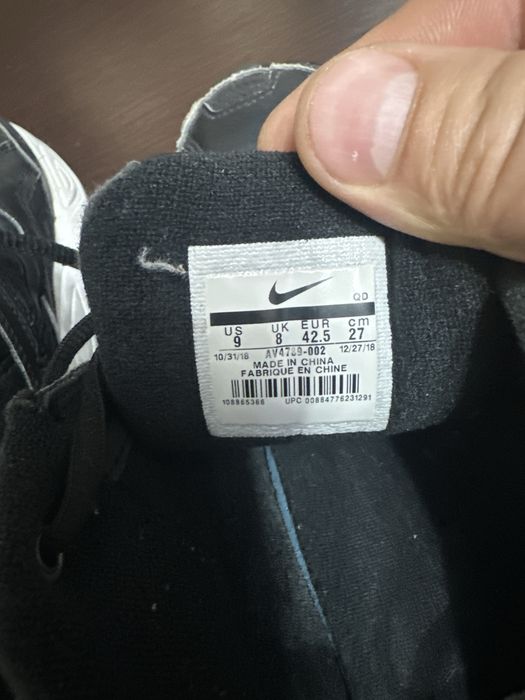 QD
US UK EUR cm
9 8 42.5 27
10/31/18 AV4789-002 12/27/18
MADE IN CHINA
FABRIQUE EN CHINE
108865366 UPC 00884776231291